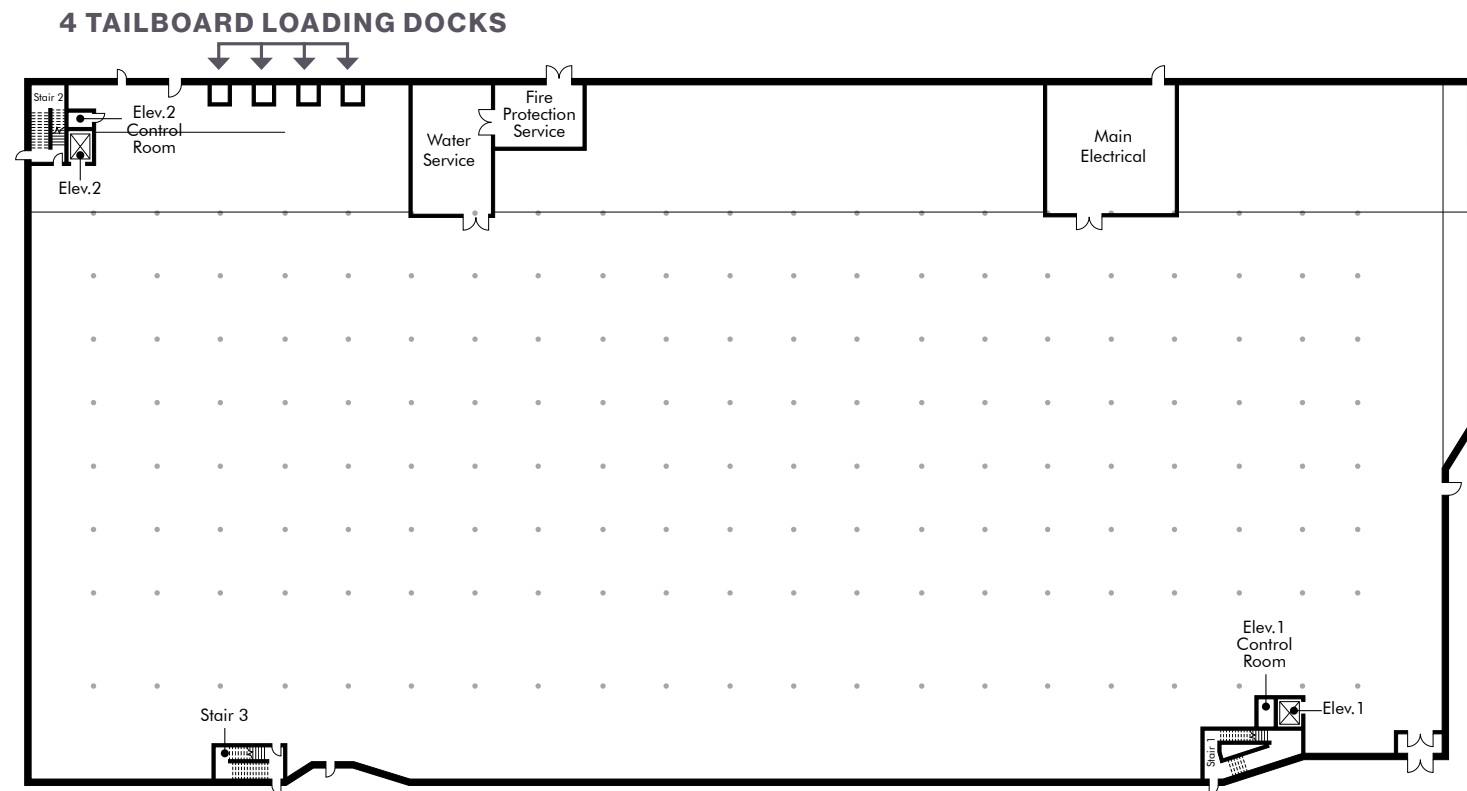 4 TAILBOARD LOADING DOCKS
Stair 2
Elev.2
Control
Room
Elev.2
Water
Service
Fire
Protection
Service
Main
Electrical
Elev.1
Control
Room
Elev.1
Stair 1
Stair 3